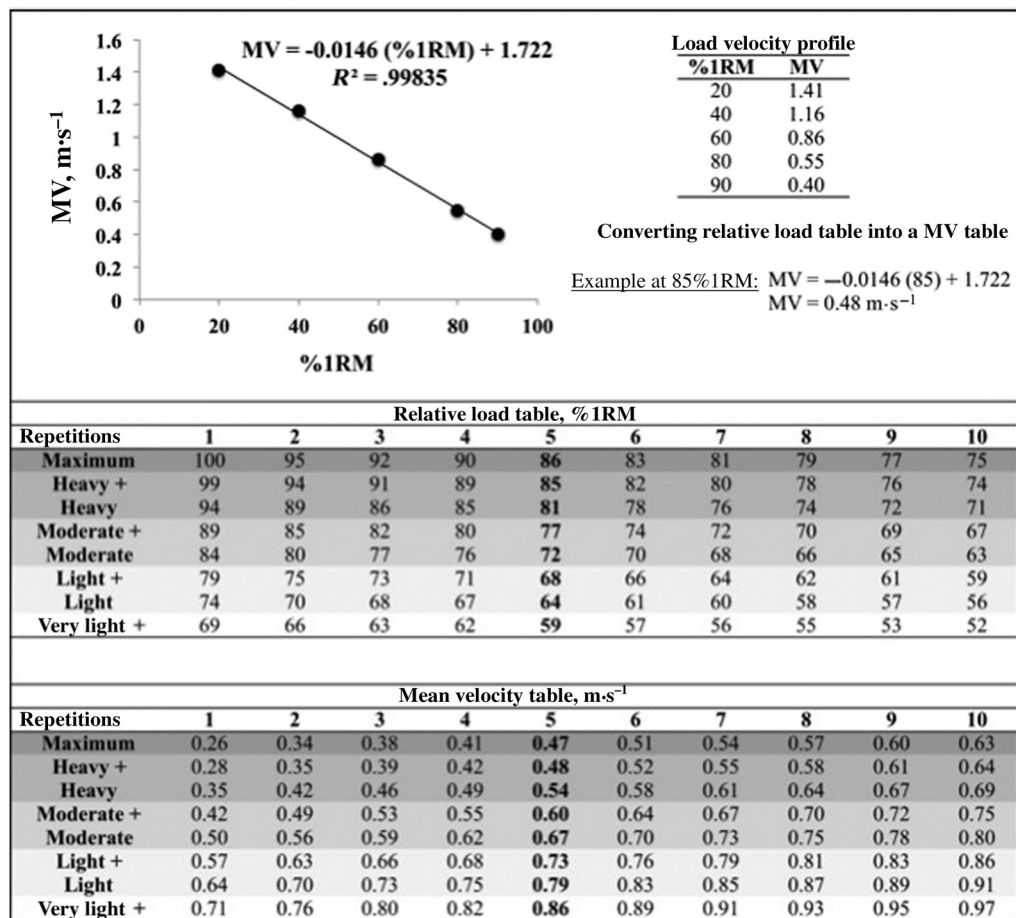 MV = -0.0146 (%1RM) + 1.722
R² = .99835
MV, m·s⁻¹
1.6
1.4
1.2
1
0.8
0.6
0.4
0.2
0
0 20 40 60 80 100
%1RM
Load velocity profile
%1RM MV
20 1.41
40 1.16
60 0.86
80 0.55
90 0.40
Converting relative load table into a MV table
Example at 85%1RM: MV = —0.0146 (85) + 1.722
MV = 0.48 m·s⁻¹
Relative load table, %1RM
Repetitions 1 2 3 4 5 6 7 8 9 10
Maximum 100 95 92 90 86 83 81 79 77 75
Heavy + 99 94 91 89 85 82 80 78 76 74
Heavy 94 89 86 85 81 78 76 74 72 71
Moderate + 89 85 82 80 77 74 72 70 69 67
Moderate 84 80 77 76 72 70 68 66 65 63
Light + 79 75 73 71 68 66 64 62 61 59
Light 74 70 68 67 64 61 60 58 57 56
Very light + 69 66 63 62 59 57 56 55 53 52
Mean velocity table, m·s⁻¹
Repetitions 1 2 3 4 5 6 7 8 9 10
Maximum 0.26 0.34 0.38 0.41 0.47 0.51 0.54 0.57 0.60 0.63
Heavy + 0.28 0.35 0.39 0.42 0.48 0.52 0.55 0.58 0.61 0.64
Heavy 0.35 0.42 0.46 0.49 0.54 0.58 0.61 0.64 0.67 0.69
Moderate + 0.42 0.49 0.53 0.55 0.60 0.64 0.67 0.70 0.72 0.75
Moderate 0.50 0.56 0.59 0.62 0.67 0.70 0.73 0.75 0.78 0.80
Light + 0.57 0.63 0.66 0.68 0.73 0.76 0.79 0.81 0.83 0.86
Light 0.64 0.70 0.73 0.75 0.79 0.83 0.85 0.87 0.89 0.91
Very light + 0.71 0.76 0.80 0.82 0.86 0.89 0.91 0.93 0.95 0.97